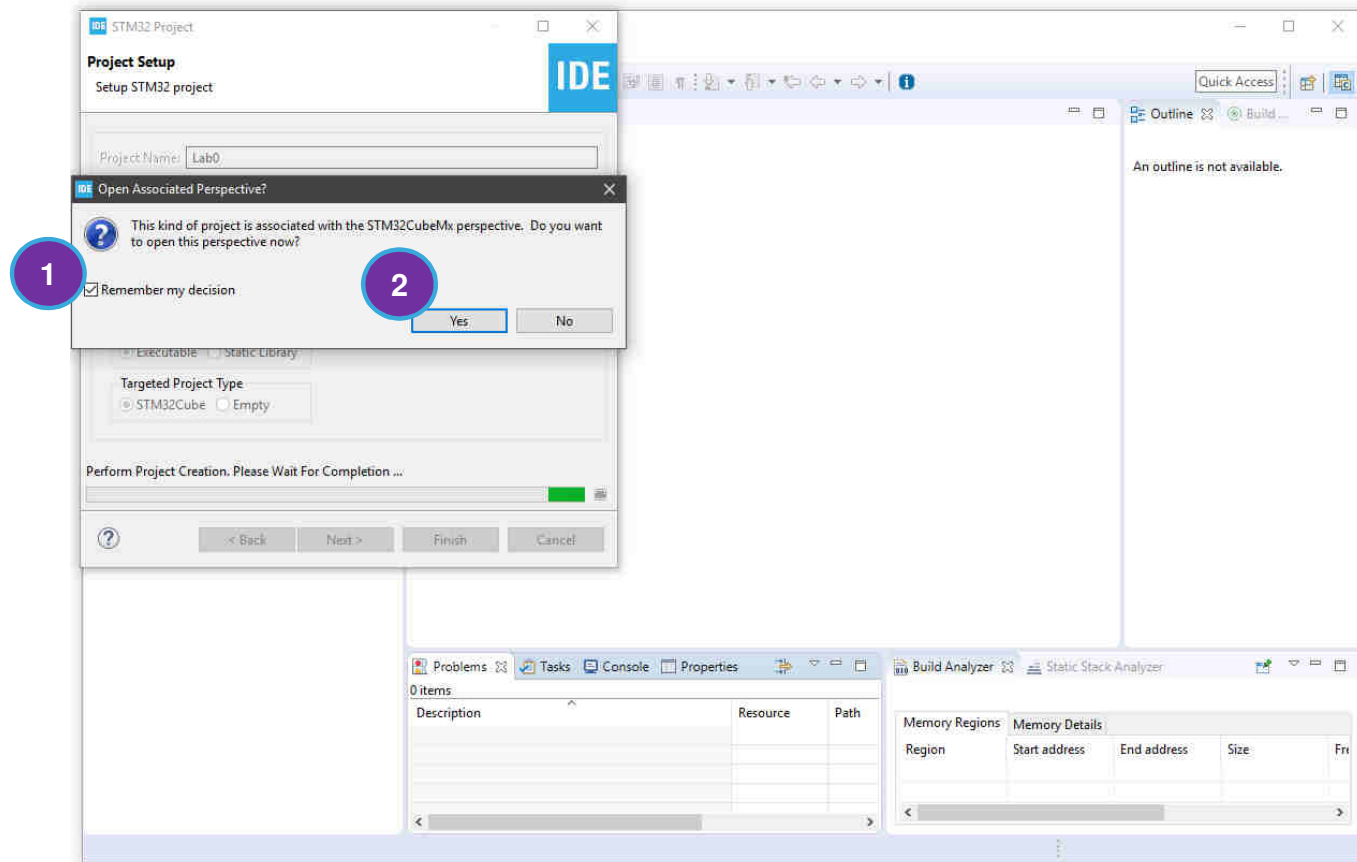 IDE STM32 Project
Project Setup
Setup STM32 project
IDE
Quick Access
Outline
Build ...
An outline is not available.
Project Name: Lab0
IDE Open Associated Perspective?
This kind of project is associated with the STM32CubeMx perspective. Do you want
to open this perspective now?
1
Remember my decision
2
Yes
No
Executable
Static Library
Targeted Project Type
STM32Cube
Empty
Perform Project Creation. Please Wait For Completion ...
< Back
Next >
Finish
Cancel
Problems
Tasks
Console
Properties
0 items
Description
Resource
Path
Build Analyzer
Static Stack Analyzer
Memory Regions
Memory Details
Region
Start address
End address
Size
Fre